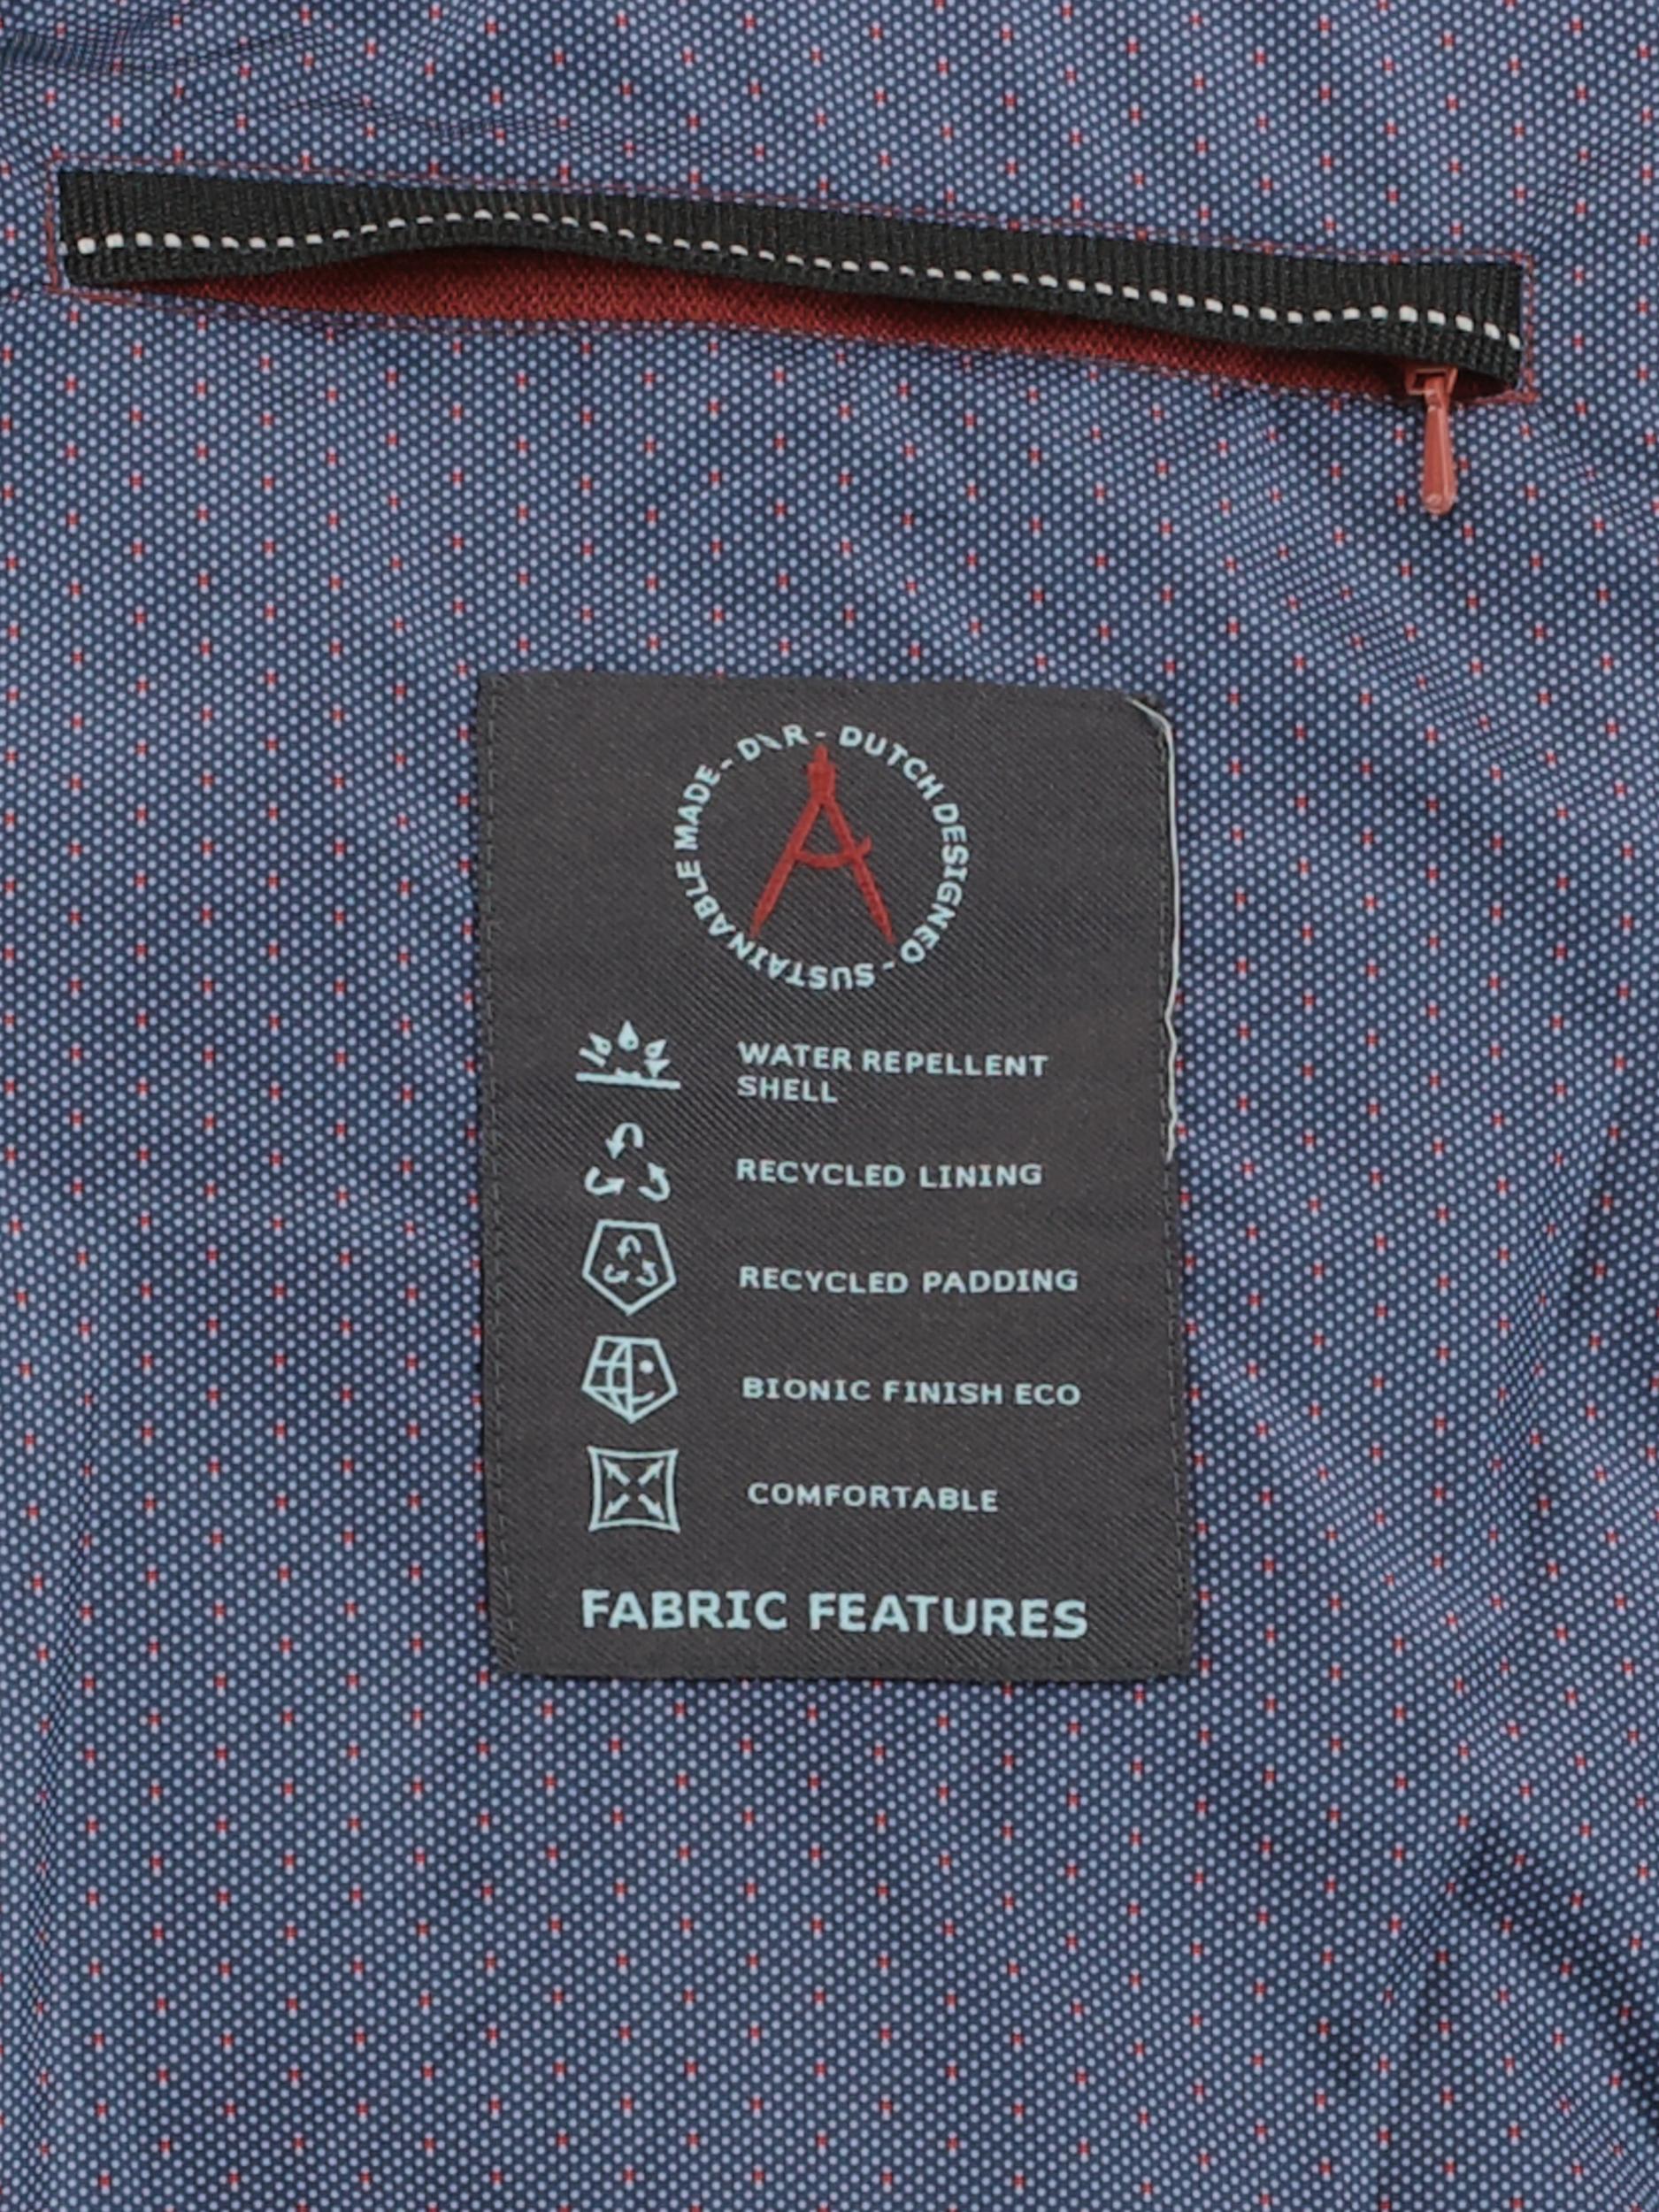 D\R - DUTCH DESIGNED - SUSTAINABLE MADE -
WATER REPELLENT
SHELL
RECYCLED LINING
RECYCLED PADDING
BIONIC FINISH ECO
COMFORTABLE
FABRIC FEATURES